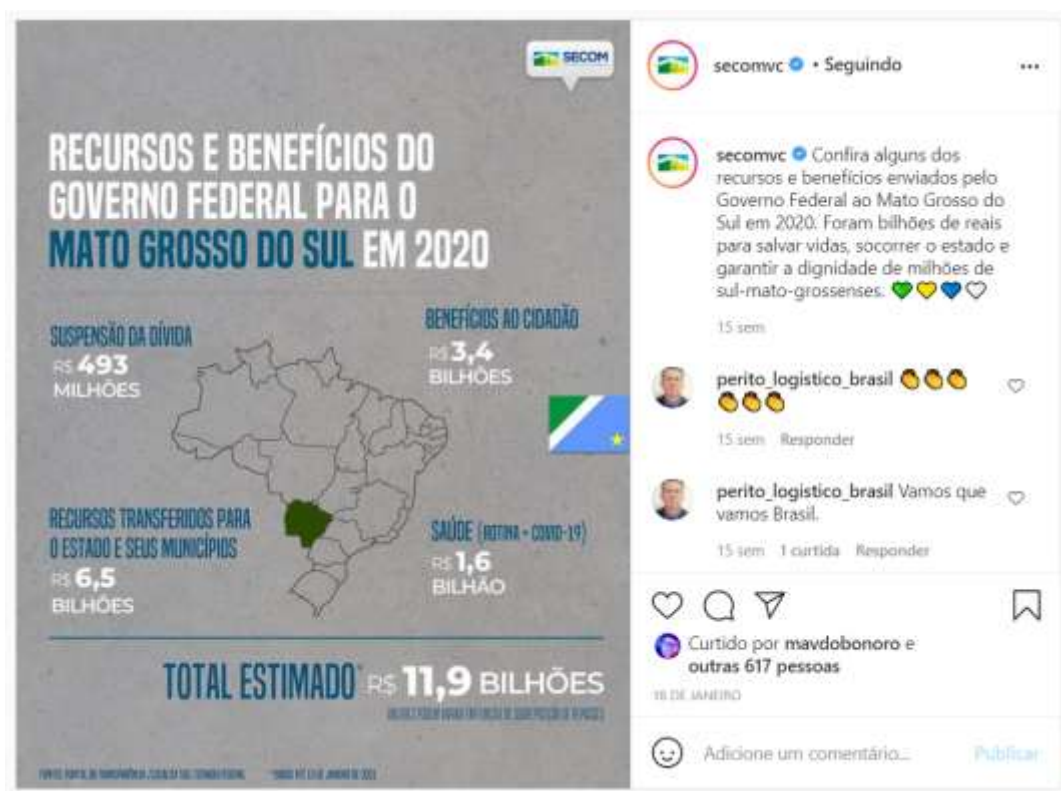 SECOM
RECURSOS E BENEFÍCIOS DO
GOVERNO FEDERAL PARA O
MATO GROSSO DO SUL EM 2020
SUSPENSÃO DA DÍVIDA
R$ 493
MILHÕES
BENEFÍCIOS AO CIDADÃO
R$ 3,4
BILHÕES
RECURSOS TRANSFERIDOS PARA
O ESTADO E SEUS MUNICÍPIOS
R$ 6,5
BILHÕES
SAÚDE (ROTINA + COVID-19)
R$ 1,6
BILHÃO
TOTAL ESTIMADO* R$ 11,9 BILHÕES
secomvc • Seguindo
secomvc Confira alguns dos
recursos e benefícios enviados pelo
Governo Federal ao Mato Grosso do
Sul em 2020. Foram bilhões de reais
para salvar vidas, socorrer o estado e
garantir a dignidade de milhões de
sul-mato-grossenses. 💚💛💙🤍
15 sem
perito_logistico_brasil 👏👏👏
👏👏👏
15 sem Responder
perito_logistico_brasil Vamos que
vamos Brasil.
15 sem 1 curtida Responder
Curtido por mavdobonoro e
outras 617 pessoas
18 DE JANEIRO
Adicione um comentário... Publicar